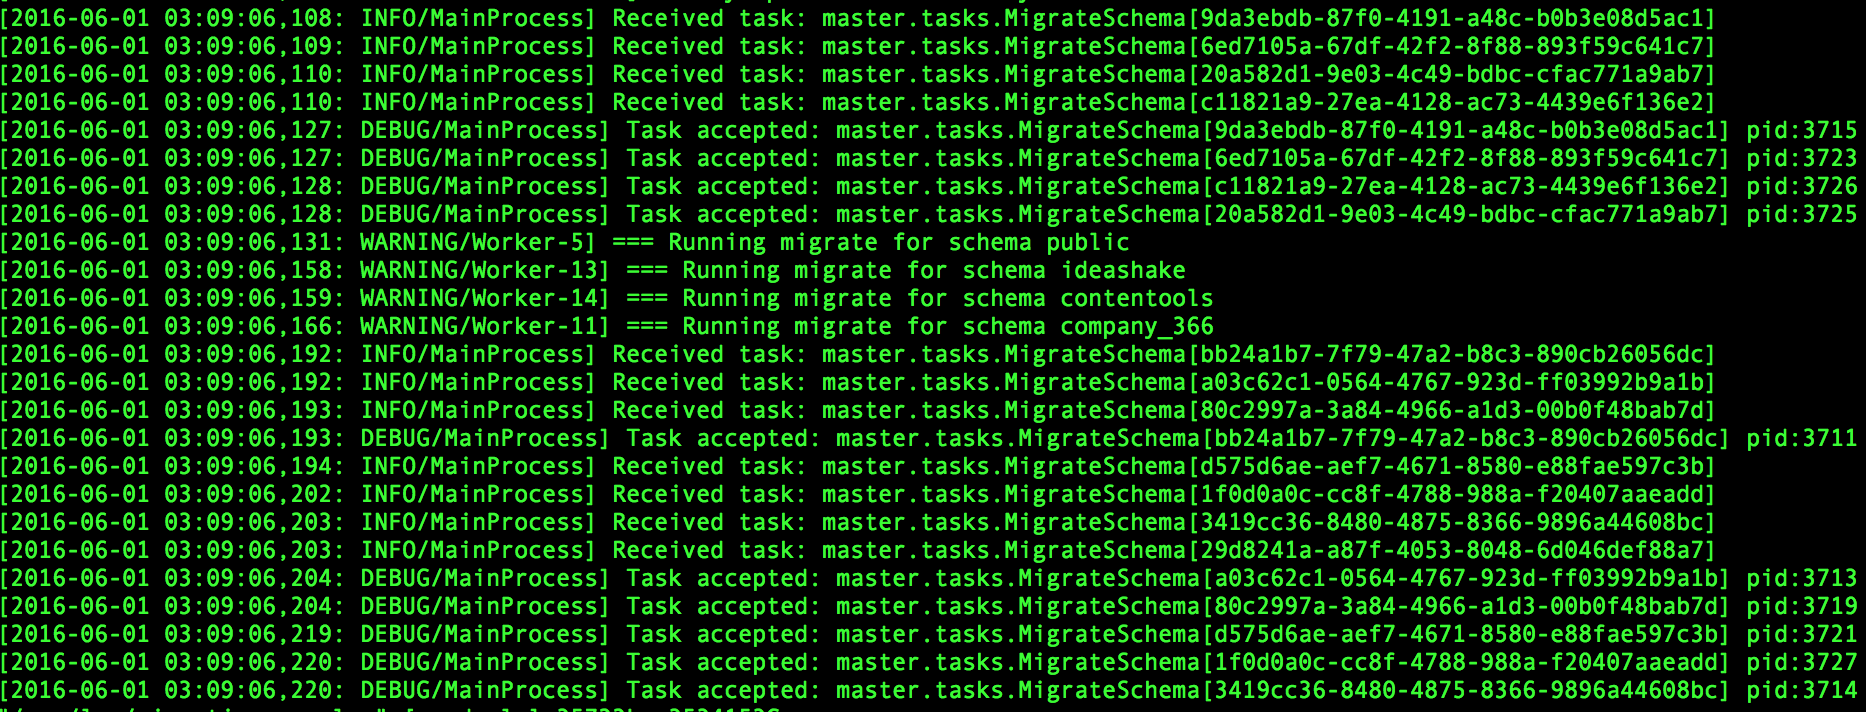 [2016-06-01 03:09:06,108: INFO/MainProcess] Received task: master.tasks.MigrateSchema[9da3ebdb-87f0-4191-a48c-b0b3e08d5ac1]
[2016-06-01 03:09:06,109: INFO/MainProcess] Received task: master.tasks.MigrateSchema[6ed7105a-67df-42f2-8f88-893f59c641c7]
[2016-06-01 03:09:06,110: INFO/MainProcess] Received task: master.tasks.MigrateSchema[20a582d1-9e03-4c49-bdbc-cfac771a9ab7]
[2016-06-01 03:09:06,110: INFO/MainProcess] Received task: master.tasks.MigrateSchema[c11821a9-27ea-4128-ac73-4439e6f136e2]
[2016-06-01 03:09:06,127: DEBUG/MainProcess] Task accepted: master.tasks.MigrateSchema[9da3ebdb-87f0-4191-a48c-b0b3e08d5ac1] pid:3715
[2016-06-01 03:09:06,127: DEBUG/MainProcess] Task accepted: master.tasks.MigrateSchema[6ed7105a-67df-42f2-8f88-893f59c641c7] pid:3723
[2016-06-01 03:09:06,128: DEBUG/MainProcess] Task accepted: master.tasks.MigrateSchema[c11821a9-27ea-4128-ac73-4439e6f136e2] pid:3726
[2016-06-01 03:09:06,128: DEBUG/MainProcess] Task accepted: master.tasks.MigrateSchema[20a582d1-9e03-4c49-bdbc-cfac771a9ab7] pid:3725
[2016-06-01 03:09:06,131: WARNING/Worker-5] === Running migrate for schema public
[2016-06-01 03:09:06,158: WARNING/Worker-13] === Running migrate for schema ideashake
[2016-06-01 03:09:06,159: WARNING/Worker-14] === Running migrate for schema contentools
[2016-06-01 03:09:06,166: WARNING/Worker-11] === Running migrate for schema company_366
[2016-06-01 03:09:06,192: INFO/MainProcess] Received task: master.tasks.MigrateSchema[bb24a1b7-7f79-47a2-b8c3-890cb26056dc]
[2016-06-01 03:09:06,192: INFO/MainProcess] Received task: master.tasks.MigrateSchema[a03c62c1-0564-4767-923d-ff03992b9a1b]
[2016-06-01 03:09:06,193: INFO/MainProcess] Received task: master.tasks.MigrateSchema[80c2997a-3a84-4966-a1d3-00b0f48bab7d]
[2016-06-01 03:09:06,193: DEBUG/MainProcess] Task accepted: master.tasks.MigrateSchema[bb24a1b7-7f79-47a2-b8c3-890cb26056dc] pid:3711
[2016-06-01 03:09:06,194: INFO/MainProcess] Received task: master.tasks.MigrateSchema[d575d6ae-aef7-4671-8580-e88fae597c3b]
[2016-06-01 03:09:06,202: INFO/MainProcess] Received task: master.tasks.MigrateSchema[1f0d0a0c-cc8f-4788-988a-f20407aaeadd]
[2016-06-01 03:09:06,203: INFO/MainProcess] Received task: master.tasks.MigrateSchema[3419cc36-8480-4875-8366-9896a44608bc]
[2016-06-01 03:09:06,203: INFO/MainProcess] Received task: master.tasks.MigrateSchema[29d8241a-a87f-4053-8048-6d046def88a7]
[2016-06-01 03:09:06,204: DEBUG/MainProcess] Task accepted: master.tasks.MigrateSchema[a03c62c1-0564-4767-923d-ff03992b9a1b] pid:3713
[2016-06-01 03:09:06,204: DEBUG/MainProcess] Task accepted: master.tasks.MigrateSchema[80c2997a-3a84-4966-a1d3-00b0f48bab7d] pid:3719
[2016-06-01 03:09:06,219: DEBUG/MainProcess] Task accepted: master.tasks.MigrateSchema[d575d6ae-aef7-4671-8580-e88fae597c3b] pid:3721
[2016-06-01 03:09:06,220: DEBUG/MainProcess] Task accepted: master.tasks.MigrateSchema[1f0d0a0c-cc8f-4788-988a-f20407aaeadd] pid:3727
[2016-06-01 03:09:06,220: DEBUG/MainProcess] Task accepted: master.tasks.MigrateSchema[3419cc36-8480-4875-8366-9896a44608bc] pid:3714